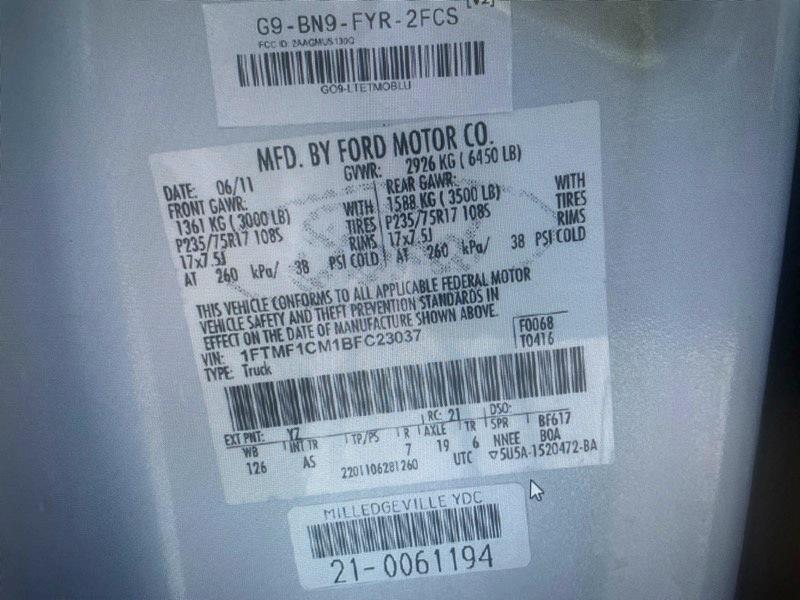 [V2]
G9-BN9-FYR-2FCS
FCC ID: 2AAGMUS130Q
GO9-LTETMOBLU
MFD. BY FORD MOTOR CO.
DATE: 06/11 GVWR: 2926 KG ( 6450 LB)
FRONT GAWR: REAR GAWR:
1361 KG ( 3000 LB) WITH 1588 KG ( 3500 LB) WITH
P235/75R17 108S TIRES P235/75R17 108S TIRES
17x7.5J RIMS 17x7.5J RIMS
AT 260 kPa/ 38 PSI COLD AT 260 kPa/ 38 PSI COLD
THIS VEHICLE CONFORMS TO ALL APPLICABLE FEDERAL MOTOR
VEHICLE SAFETY AND THEFT PREVENTION STANDARDS IN
EFFECT ON THE DATE OF MANUFACTURE SHOWN ABOVE.
VIN: 1FTMF1CM1BFC23037 F0068
TYPE: Truck T0416
EXT PNT: YZ RC: 21 DSO:
WB INT TR TP/PS R AXLE TR SPR BF617
126 AS 7 19 6 NNEE BOA
2201106281260 UTC ▽5U5A-1520472-BA
MILLEDGEVILLE YDC
21-0061194